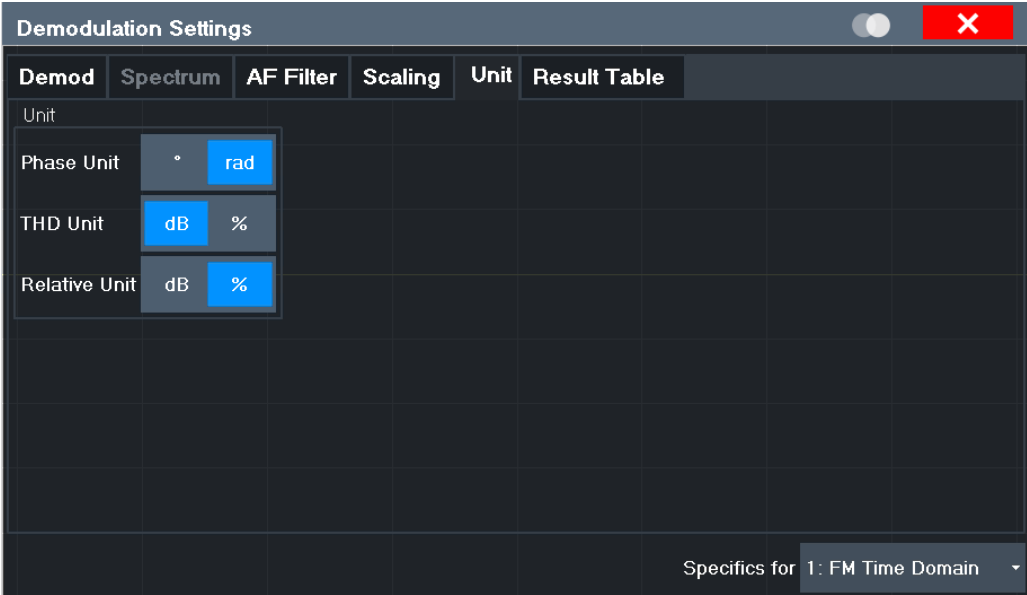 Demodulation Settings
Demod Spectrum AF Filter Scaling Unit Result Table
Unit
Phase Unit ° rad
THD Unit dB %
Relative Unit dB %
Specifics for 1: FM Time Domain